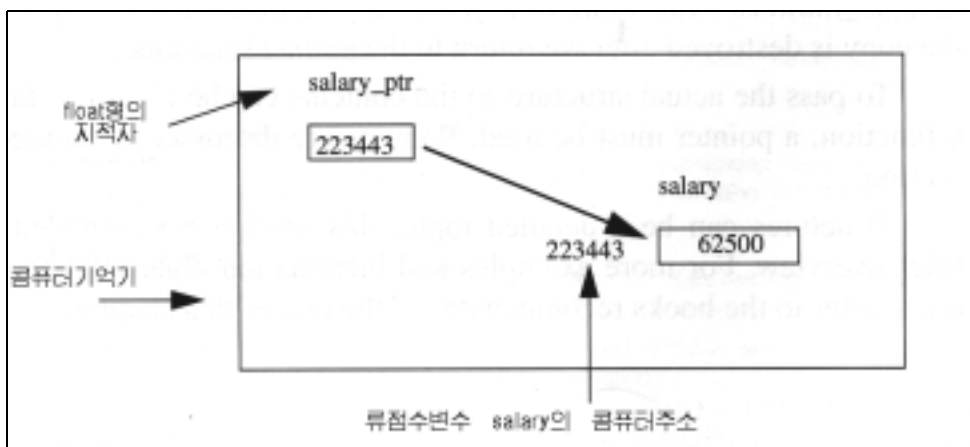 salary_ptr
float형의
지적자
223443
salary
223443
62500
콤퓨터기억기
류점수변수 salary의 콤퓨터주소